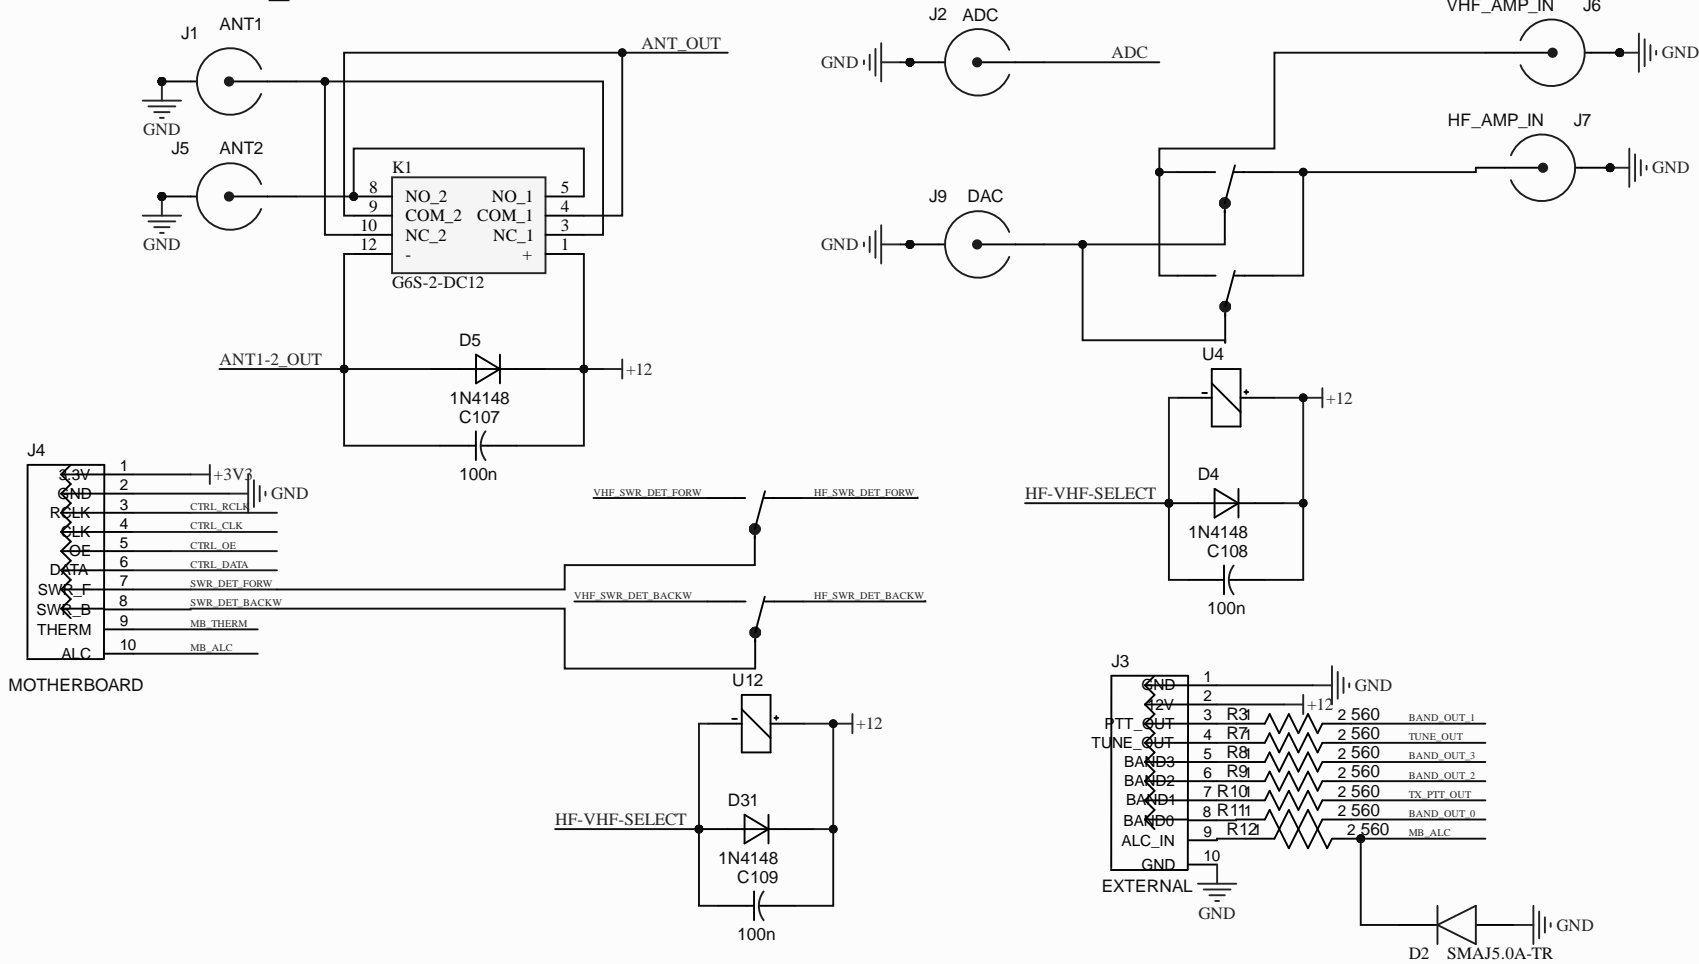 J1 ANT1
GND
J5 ANT2
GND
K1
8 NO_2 NO_1 5
9 COM_2 COM_1 4
10 NC_2 NC_1 3
12 - + 1
G6S-2-DC12
ANT_OUT
ANT1-2_OUT
D5
+12
1N4148
C107
100n
J2 ADC
GND
ADC
J9 DAC
GND
VHF_AMP_IN J6
GND
HF_AMP_IN J7
GND
U4
- +
+12
HF-VHF-SELECT
D4
1N4148
C108
100n
J4
3.3V 1 +3V3
GND 2 GND
RCLK 3 CTRL_RCLK
CLK 4 CTRL_CLK
OE 5 CTRL_OE
DATA 6 CTRL_DATA
SWR_F 7 SWR_DET_FORW
SWR_B 8 SWR_DET_BACKW
THERM 9 MB_THERM
ALC 10 MB_ALC
MOTHERBOARD
VHF_SWR_DET_FORW HF_SWR_DET_FORW
VHF_SWR_DET_BACKW HF_SWR_DET_BACKW
U12
- +
+12
HF-VHF-SELECT
D31
1N4148
C109
100n
J3
GND 1 GND
12V 2 +12
PTT_OUT 3 R3 1 2 560 BAND_OUT_1
TUNE_OUT 4 R7 1 2 560 TUNE_OUT
BAND3 5 R8 1 2 560 BAND_OUT_3
BAND2 6 R9 1 2 560 BAND_OUT_2
BAND1 7 R10 1 2 560 TX_PTT_OUT
BAND0 8 R11 1 2 560 BAND_OUT_0
ALC_IN 9 R12 1 2 560 MB_ALC
GND 10
EXTERNAL
GND
GND
D2 SMAJ5.0A-TR